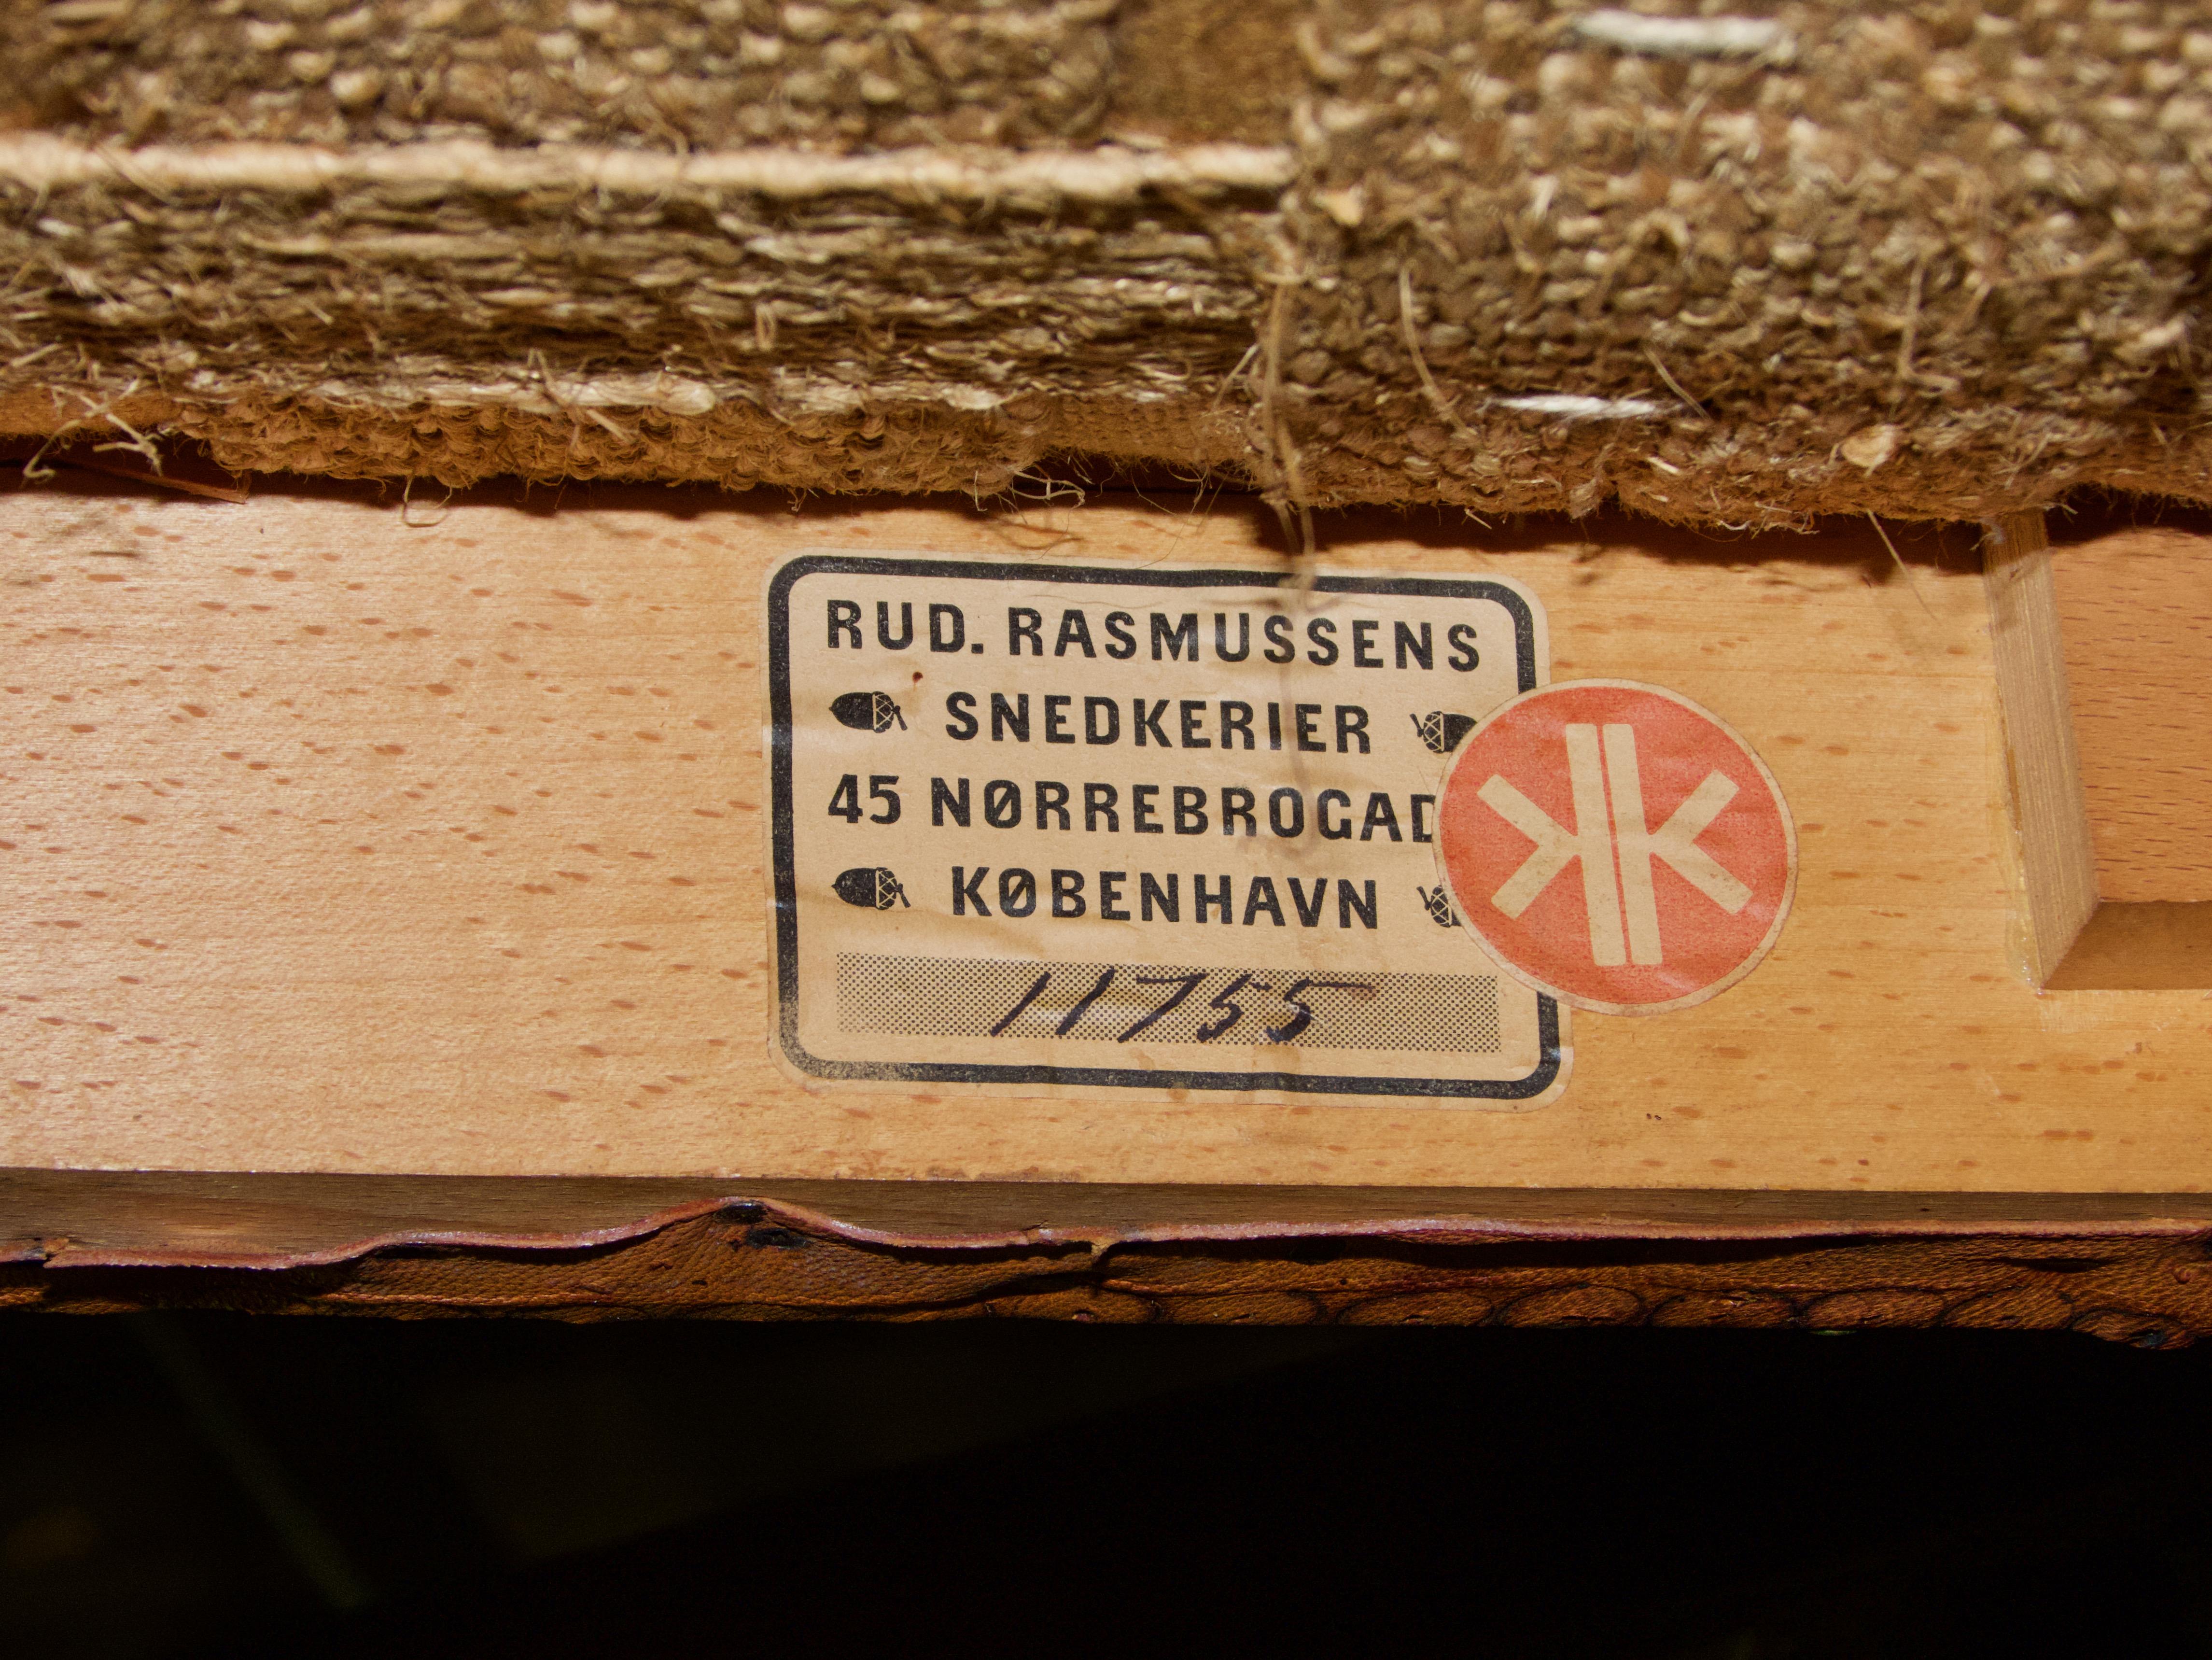 RUD. RASMUSSENS
SNEDKERIER
45 NØRREBROGAD
KØBENHAVN
11755